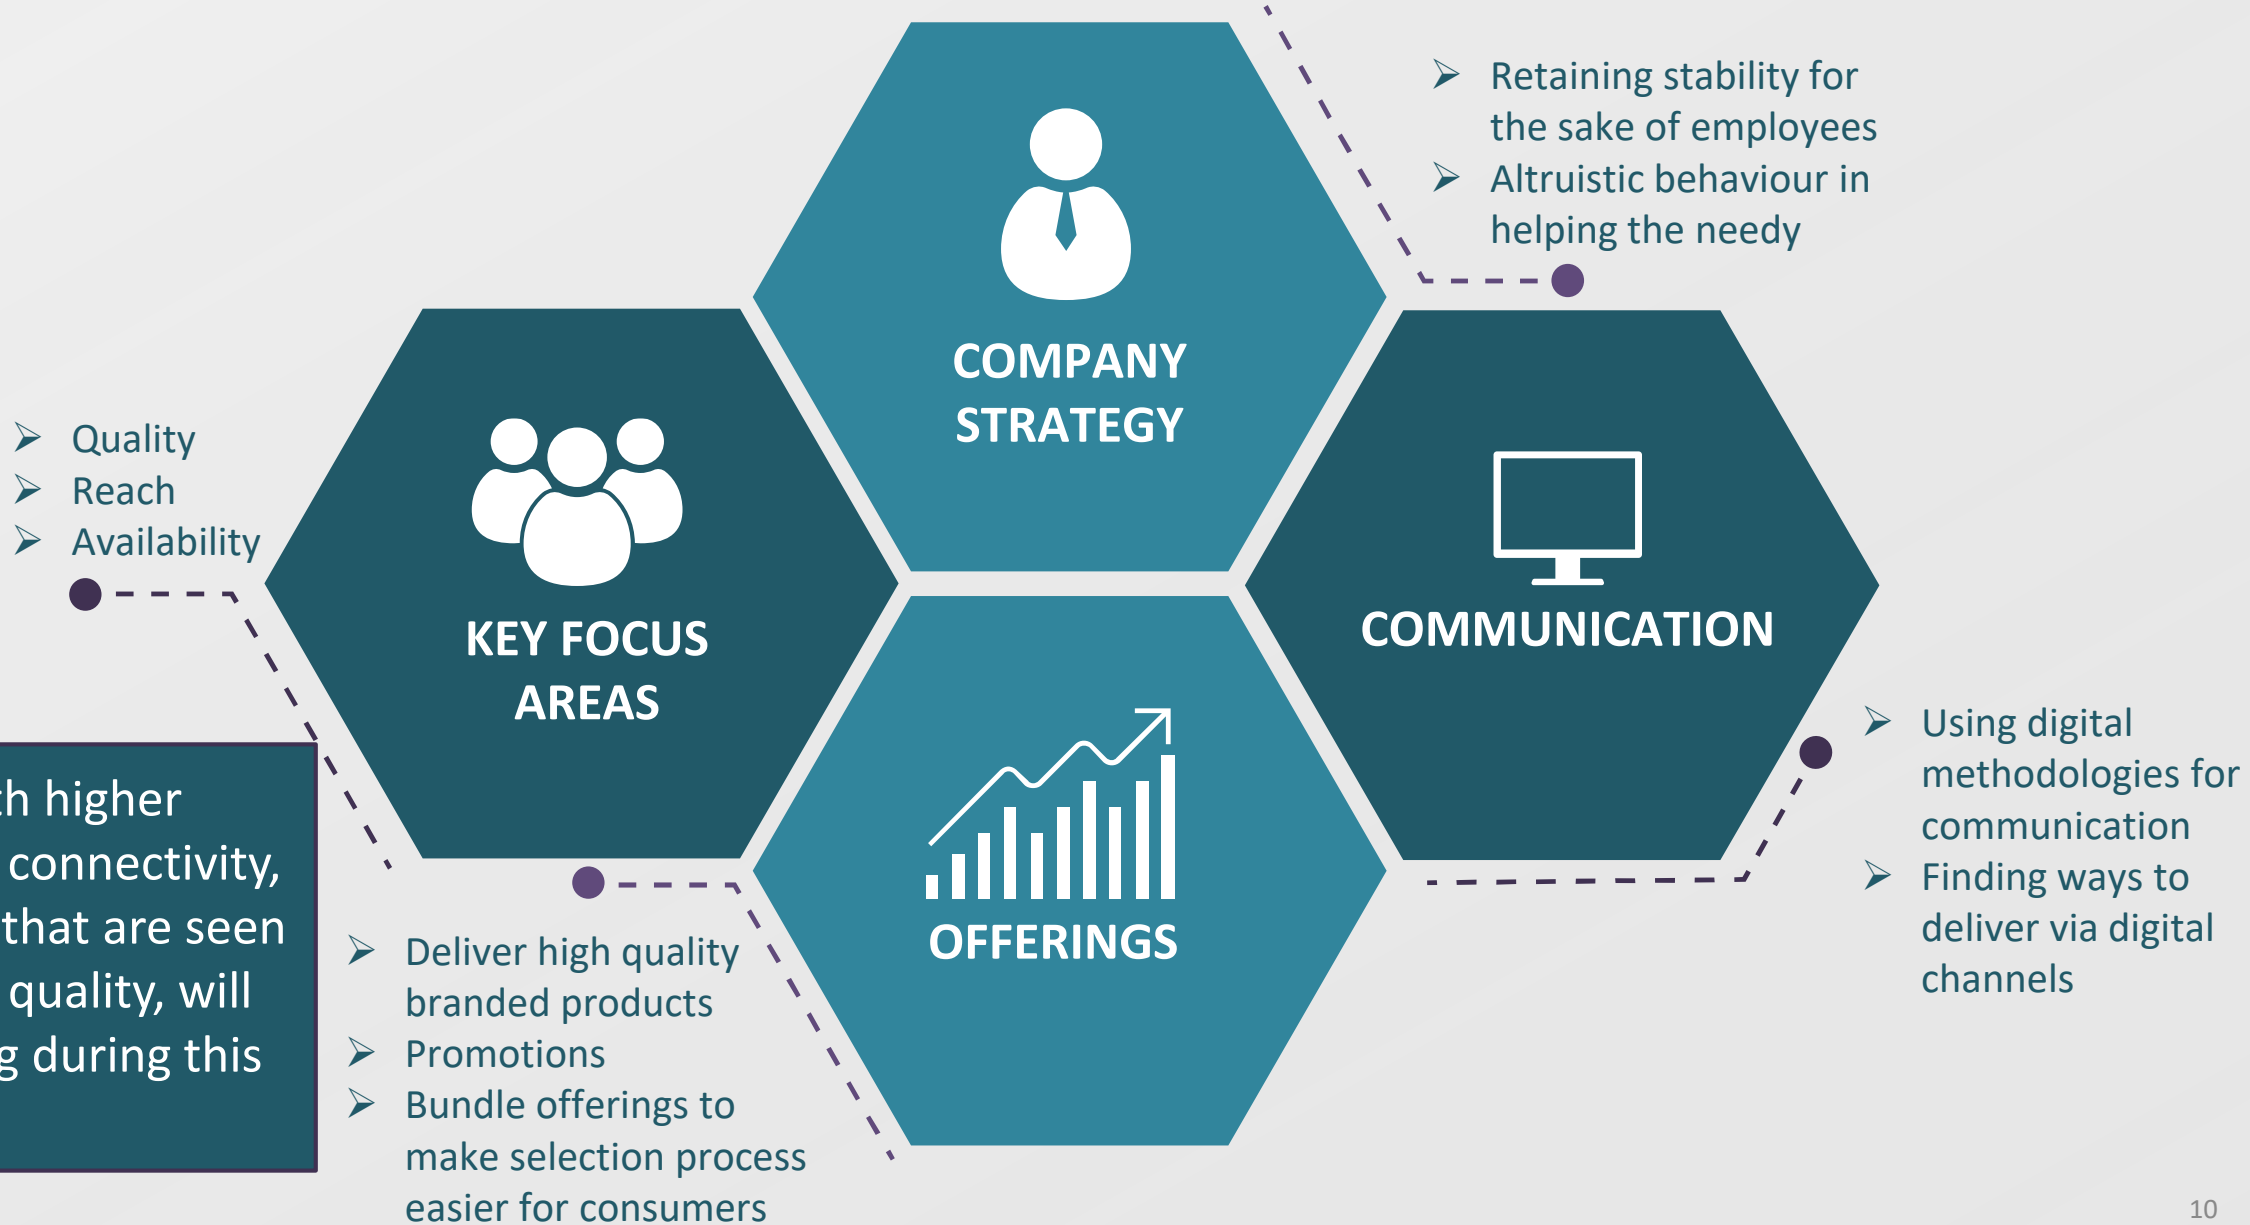 ➢ Retaining stability for
the sake of employees
➢ Altruistic behaviour in
helping the needy
COMPANY
STRATEGY
➢ Quality
➢ Reach
➢ Availability
KEY FOCUS
AREAS
COMMUNICATION
➢ Using digital
methodologies for
communication
➢ Finding ways to
deliver via digital
channels
higher
connectivity,
that are seen
quality, will
during this
OFFERINGS
➢ Deliver high quality
branded products
➢ Promotions
➢ Bundle offerings to
make selection process
easier for consumers
10